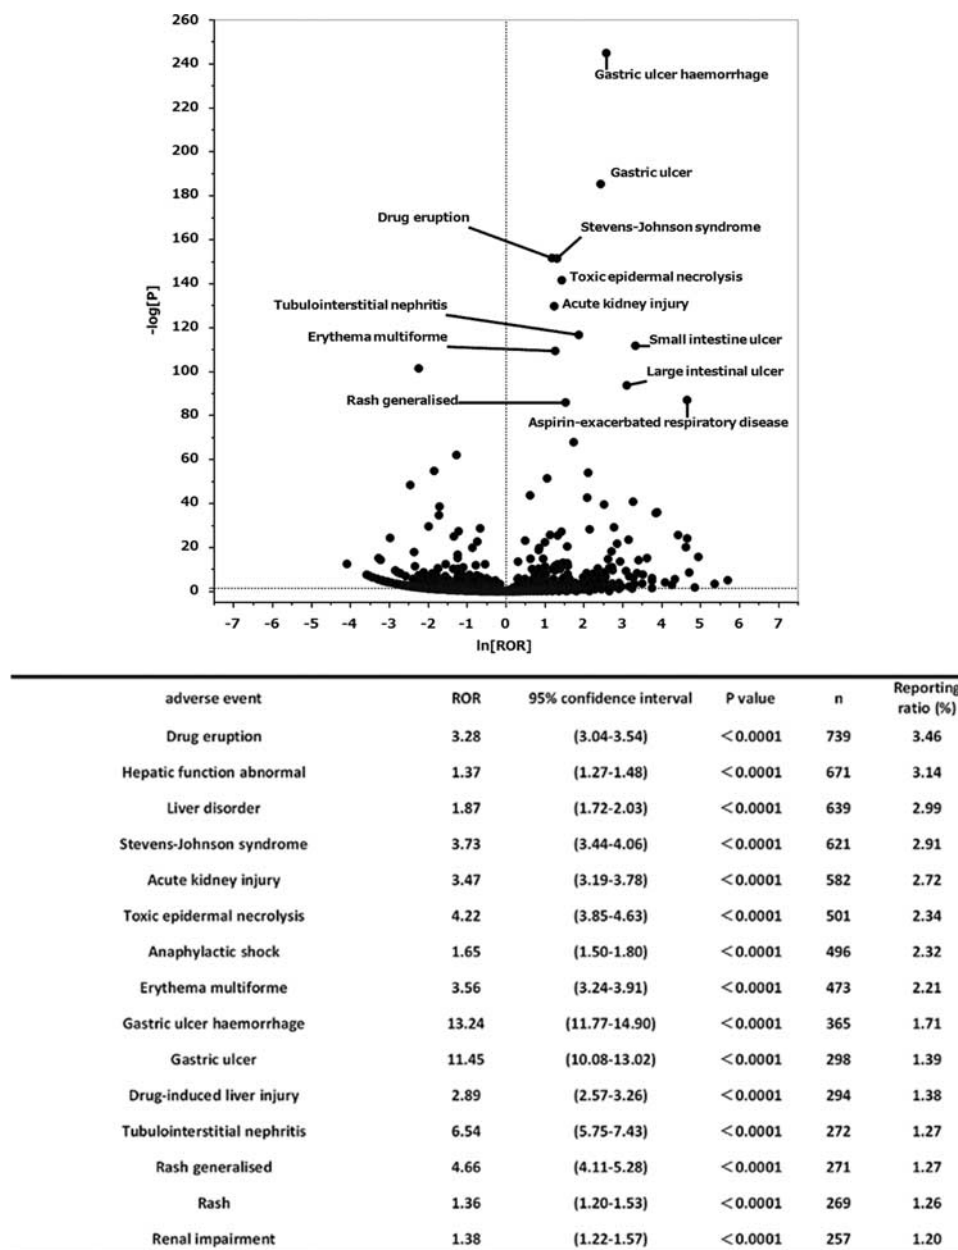 260
240
Gastric ulcer haemorrhage
220
200
Gastric ulcer
180
Drug eruption
Stevens-Johnson syndrome
160
Toxic epidermal necrolysis
140
Tubulointerstitial nephritis
Acute kidney injury
-log[P]
120
Erythema multiforme
Small intestine ulcer
100
Large intestinal ulcer
Rash generalised
80
Aspirin-exacerbated respiratory disease
60
40
20
0
-7 -6 -5 -4 -3 -2 -1 0 1 2 3 4 5 6 7
ln[ROR]
adverse event ROR 95% confidence interval P value n Reporting ratio (%)
Drug eruption 3.28 (3.04-3.54) <0.0001 739 3.46
Hepatic function abnormal 1.37 (1.27-1.48) <0.0001 671 3.14
Liver disorder 1.87 (1.72-2.03) <0.0001 639 2.99
Stevens-Johnson syndrome 3.73 (3.44-4.06) <0.0001 621 2.91
Acute kidney injury 3.47 (3.19-3.78) <0.0001 582 2.72
Toxic epidermal necrolysis 4.22 (3.85-4.63) <0.0001 501 2.34
Anaphylactic shock 1.65 (1.50-1.80) <0.0001 496 2.32
Erythema multiforme 3.56 (3.24-3.91) <0.0001 473 2.21
Gastric ulcer haemorrhage 13.24 (11.77-14.90) <0.0001 365 1.71
Gastric ulcer 11.45 (10.08-13.02) <0.0001 298 1.39
Drug-induced liver injury 2.89 (2.57-3.26) <0.0001 294 1.38
Tubulointerstitial nephritis 6.54 (5.75-7.43) <0.0001 272 1.27
Rash generalised 4.66 (4.11-5.28) <0.0001 271 1.27
Rash 1.36 (1.20-1.53) <0.0001 269 1.26
Renal impairment 1.38 (1.22-1.57) <0.0001 257 1.20